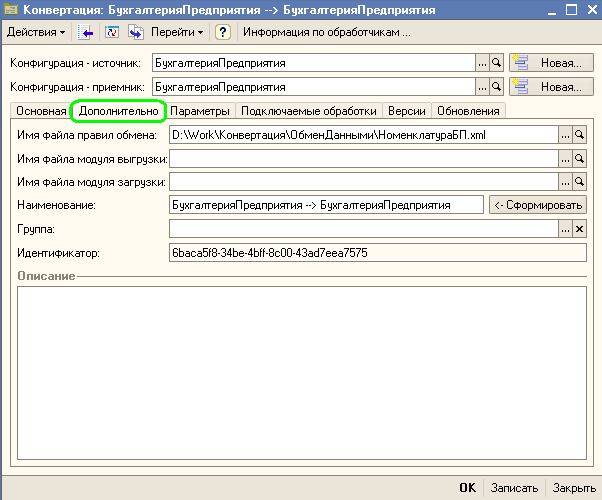 Конвертация: БухгалтерияПредприятия --> БухгалтерияПредприятия
Действия Перейти ? Информация по обработчикам ...
Конфигурация - источник: БухгалтерияПредприятия ... Новая...
Конфигурация - приемник: БухгалтерияПредприятия ... Новая...
Основная Дополнительно Параметры Подключаемые обработки Версии Обновления
Имя файла правил обмена: D:\Work\Конвертация\ОбменДанными\НоменклатураБП.xml ...
Имя файла модуля выгрузки: ...
Имя файла модуля загрузки: ...
Наименование: БухгалтерияПредприятия --> БухгалтерияПредприятия <- Сформировать
Группа: ... x
Идентификатор: 6baca5f8-34be-4bff-8c00-43ad7eea7575
Описание
OK Записать Закрыть